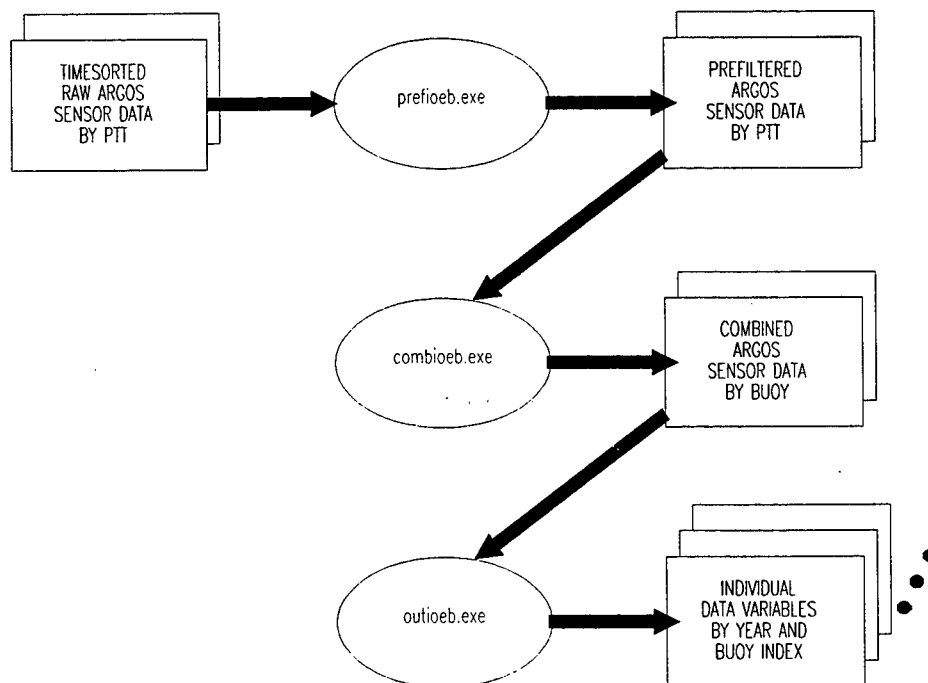 TIMESORTED
RAW ARGOS
SENSOR DATA
BY PTT
prefioeb.exe
PREFILTERED
ARGOS
SENSOR DATA
BY PTT
combioeb.exe
COMBINED
ARGOS
SENSOR DATA
BY BUOY
outioeb.exe
INDIVIDUAL
DATA VARIABLES
BY YEAR AND
BUOY INDEX